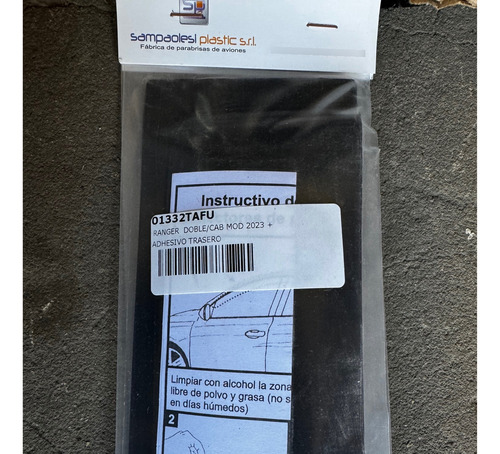 sampaolesi plastic s.r.l.
Fábrica de parabrisas de aviones
Instructivo d
01332TAFU
RANGER DOBLE/CAB MOD 2023 +
ADHESIVO TRASERO
Limpiar con alcohol la zona
libre de polvo y grasa (no s
en días húmedos)
2